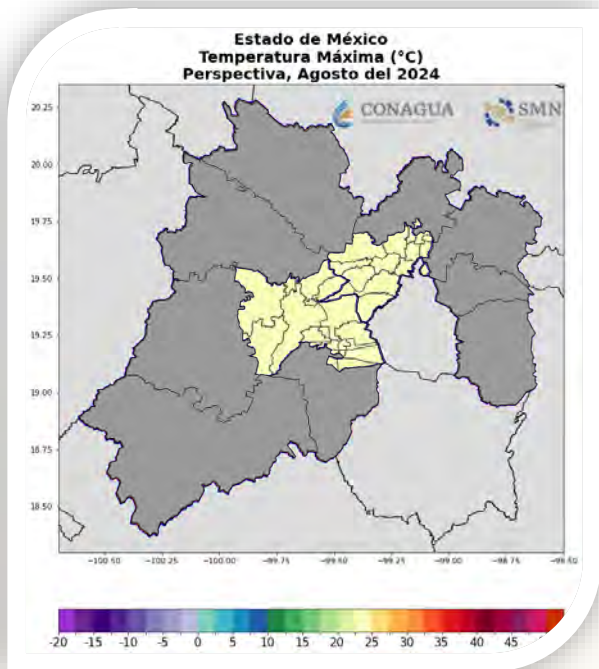 Estado de México
Temperatura Máxima (°C)
Perspectiva, Agosto del 2024
CONAGUA
SMN
20.25
20.00
19.75
19.50
19.25
19.00
18.75
18.50
−100.50 −100.25 −100.00 −99.75 −99.50 −99.25 −99.00 −98.75 −98.50
-20 -15 -10 -5 0 5 10 15 20 25 30 35 40 45 50